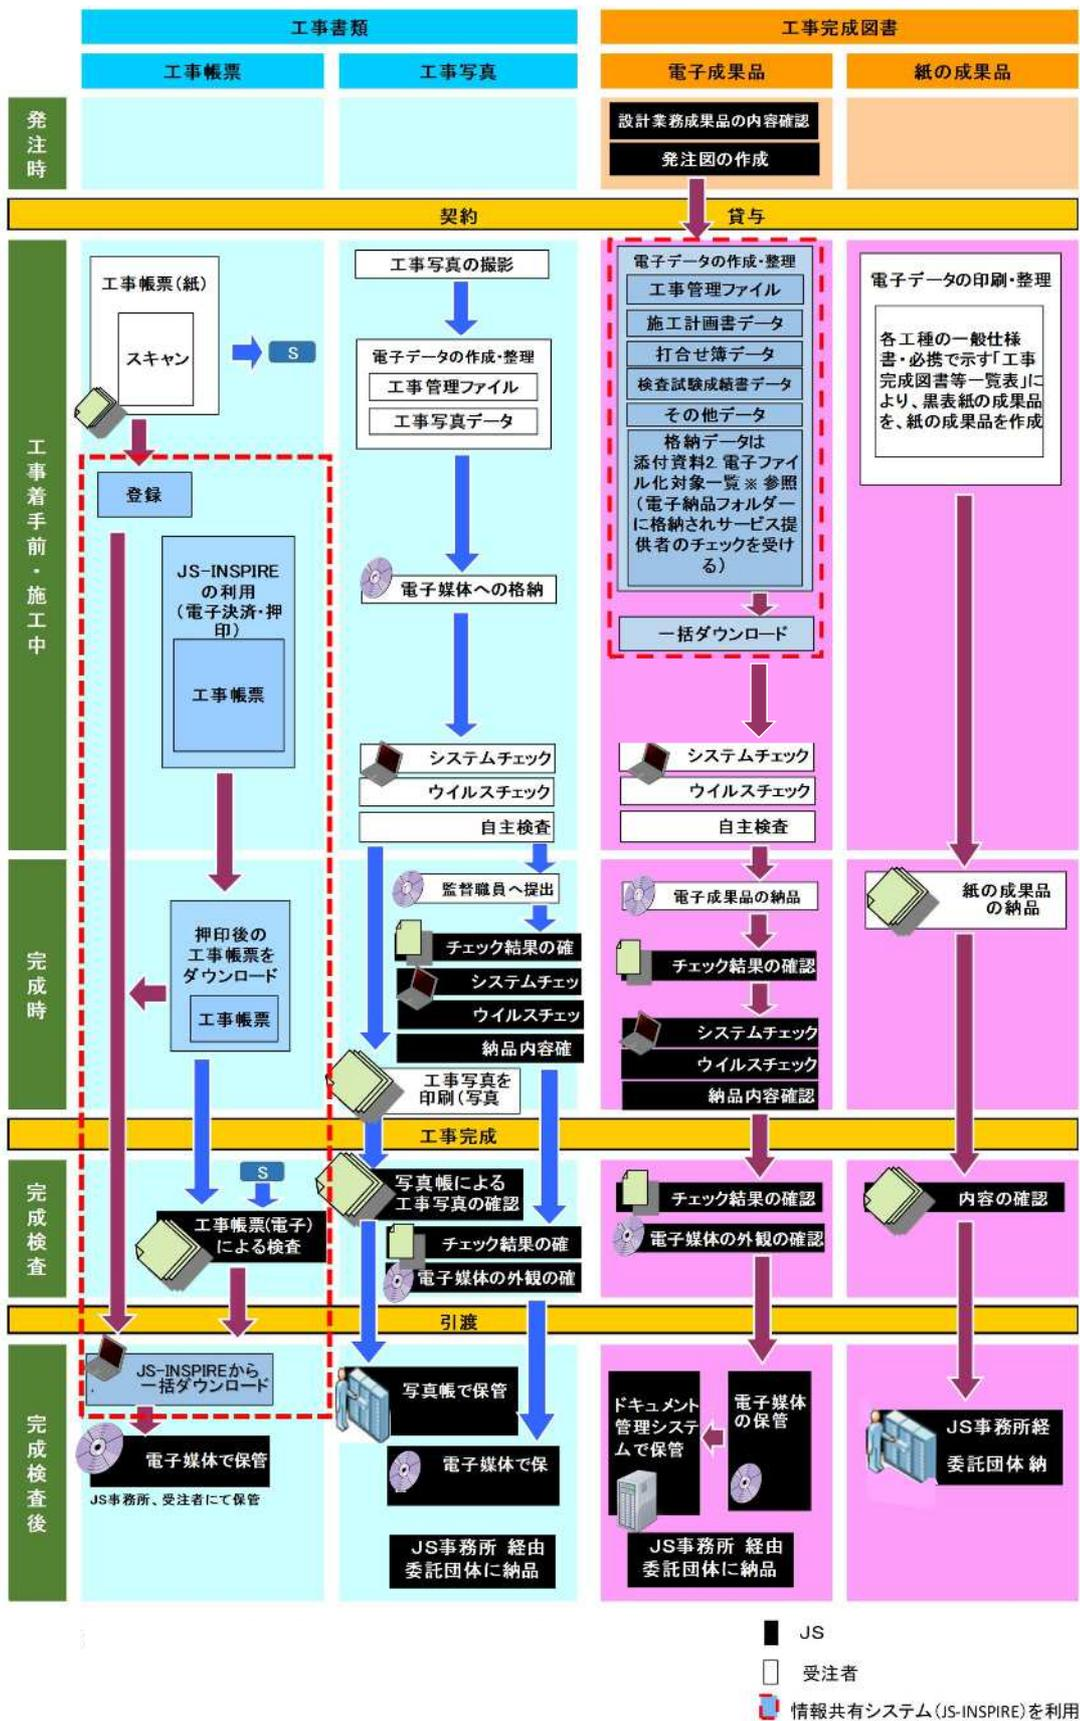 工事書類
工事完成図書
工事帳票
工事写真
電子成果品
紙の成果品
発注時
設計業務成果品の内容確認
発注図の作成
契約
貸与
工事着手前・施工中
工事帳票(紙)
スキャン
S
登録
JS-INSPIRE
の利用
(電子決済・押
印)
工事帳票
工事写真の撮影
電子データの作成・整理
工事管理ファイル
工事写真データ
電子媒体への格納
システムチェック
ウイルスチェック
自主検査
電子データの作成・整理
工事管理ファイル
施工計画書データ
打合せ簿データ
検査試験成績書データ
その他データ
格納データは
添付資料2 電子ファイ
ル化対象一覧※ 参照
(電子納品フォルダー
に格納されサービス提
供者のチェックを受け
る)
一括ダウンロード
システムチェック
ウイルスチェック
自主検査
電子データの印刷・整理
各工種の一般仕様
書・必携で示す「工事
完成図書等一覧表」に
より、黒表紙の成果品
を、紙の成果品を作成
完成時
押印後の
工事帳票を
ダウンロード
工事帳票
監督職員へ提出
チェック結果の確
システムチェッ
ウイルスチェッ
納品内容確
工事写真を
印刷(写真
電子成果品の納品
チェック結果の確認
システムチェック
ウイルスチェック
納品内容確認
紙の成果品
の納品
工事完成
完成検査
S
工事帳票(電子)
による検査
写真帳による
工事写真の確認
チェック結果の確
電子媒体の外観の確
チェック結果の確認
電子媒体の外観の確認
内容の確認
引渡
完成検査後
JS-INSPIREから
一括ダウンロード
電子媒体で保管
JS事務所、受注者にて保管
写真帳で保管
電子媒体で保
JS事務所 経由
委託団体に納品
ドキュメント
管理システ
ムで保管
電子媒体
の保管
JS事務所 経由
委託団体に納品
JS事務所経
委託団体 納
JS
受注者
情報共有システム(JS-INSPIRE)を利用